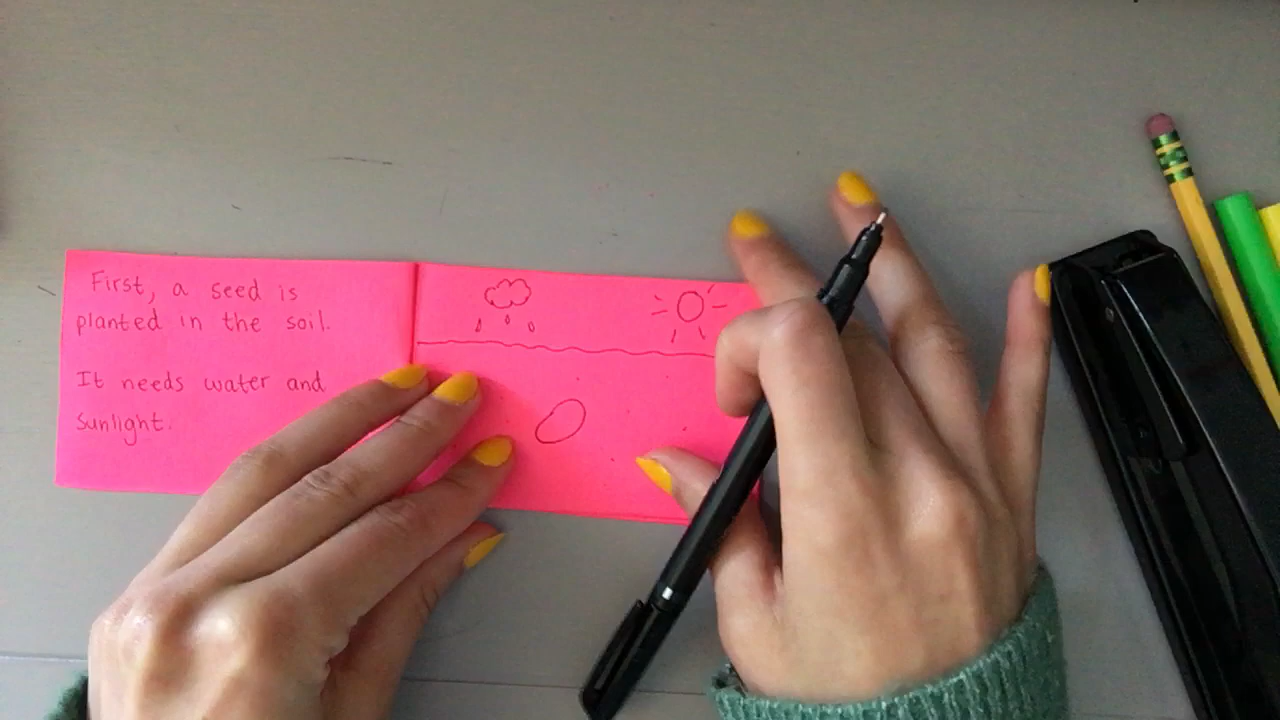 First, a seed is
planted in the soil.
It needs water and
sunlight.